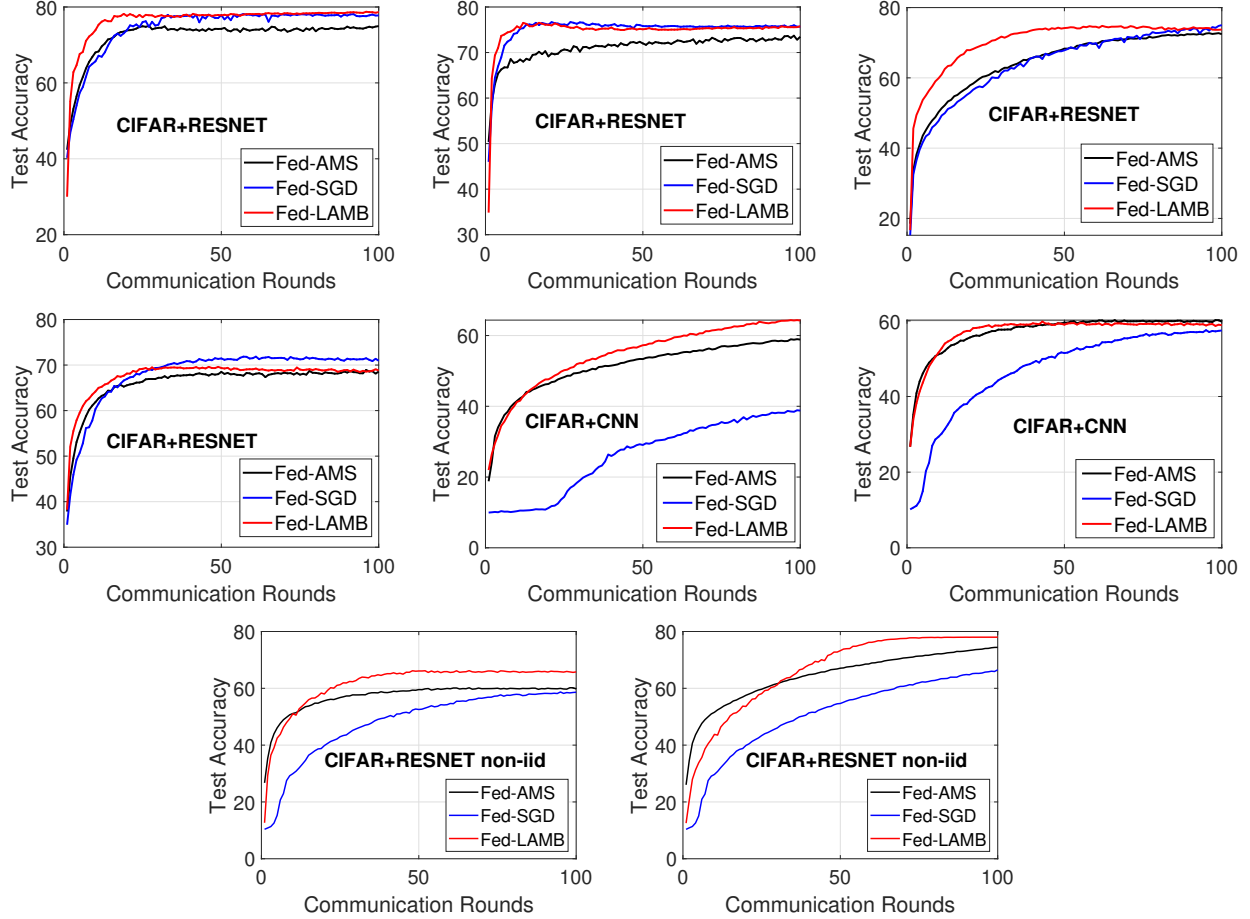 80
60
40
20
Test Accuracy
CIFAR+RESNET
Fed-AMS
Fed-SGD
Fed-LAMB
0
50
100
Communication Rounds
80
70
60
50
40
30
Test Accuracy
CIFAR+RESNET
Fed-AMS
Fed-SGD
Fed-LAMB
0
50
100
Communication Rounds
80
60
40
20
Test Accuracy
CIFAR+RESNET
Fed-AMS
Fed-SGD
Fed-LAMB
0
50
100
Communication Rounds
80
70
60
50
40
30
Test Accuracy
CIFAR+RESNET
Fed-AMS
Fed-SGD
Fed-LAMB
0
50
100
Communication Rounds
60
40
20
0
Test Accuracy
CIFAR+CNN
Fed-AMS
Fed-SGD
Fed-LAMB
0
50
100
Communication Rounds
60
40
20
0
Test Accuracy
CIFAR+CNN
Fed-AMS
Fed-SGD
Fed-LAMB
0
50
100
Communication Rounds
80
60
40
20
0
Test Accuracy
CIFAR+RESNET non-iid
Fed-AMS
Fed-SGD
Fed-LAMB
0
50
100
Communication Rounds
80
60
40
20
0
Test Accuracy
CIFAR+RESNET non-iid
Fed-AMS
Fed-SGD
Fed-LAMB
0
50
100
Communication Rounds